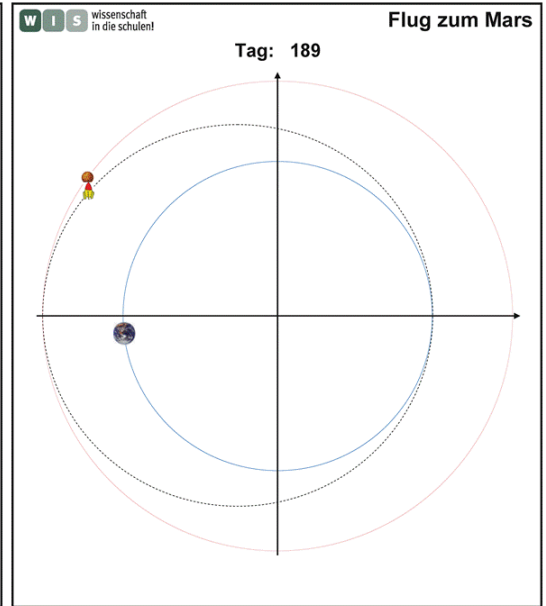 W I S wissenschaft
in die schulen!
Flug zum Mars
Tag: 189